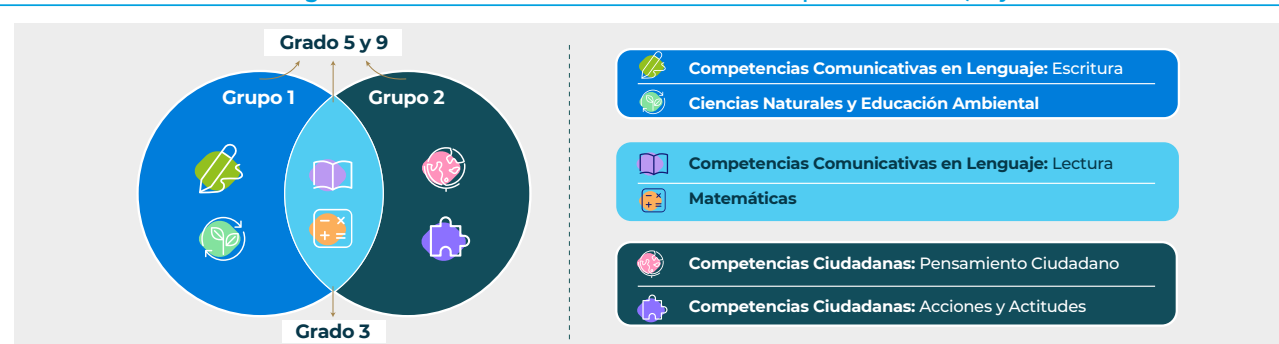 Grado 5 y 9
Grupo 1
Grupo 2
Grado 3
Competencias Comunicativas en Lenguaje: Escritura
Ciencias Naturales y Educación Ambiental
Competencias Comunicativas en Lenguaje: Lectura
Matemáticas
Competencias Ciudadanas: Pensamiento Ciudadano
Competencias Ciudadanas: Acciones y Actitudes